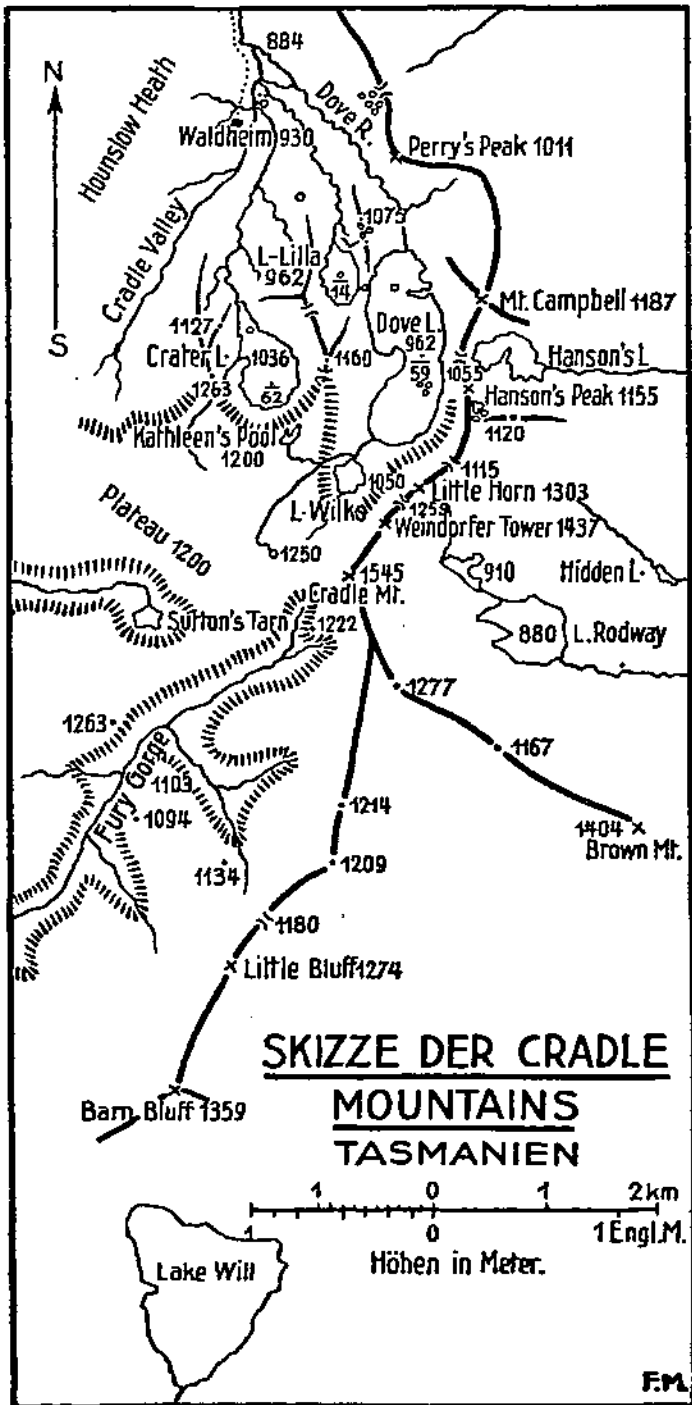 884
N
Hounslow Heath
Dove R.
Waldheim 930
Perry's Peak 1011
Cradle Valley
1075
L. Lilla
962
14
Mt. Campbell 1187
S
1127
Dove L.
962
59
Crater L.
1036
62
1160
1055
Hanson's L.
1263
Hanson's Peak 1155
Kathleen's Pool
1200
1120
1115
1050
Little Horn 1303
L. Wilks
1259
Weindorfer Tower 1437
Plateau 1200
1250
1545
Cradle Mt.
910
Hidden L.
Sutton's Tarn
1222
880
L. Rodway
1277
1263
1167
Fury Gorge
1103
1094
1214
1404
Brown Mt.
1134
1209
1180
Little Bluff 1274
SKIZZE DER CRADLE
MOUNTAINS
TASMANIEN
Barn Bluff 1359
1 0 1 2 km
1 0 1 Engl.M.
Höhen in Meter.
Lake Will
F.M.